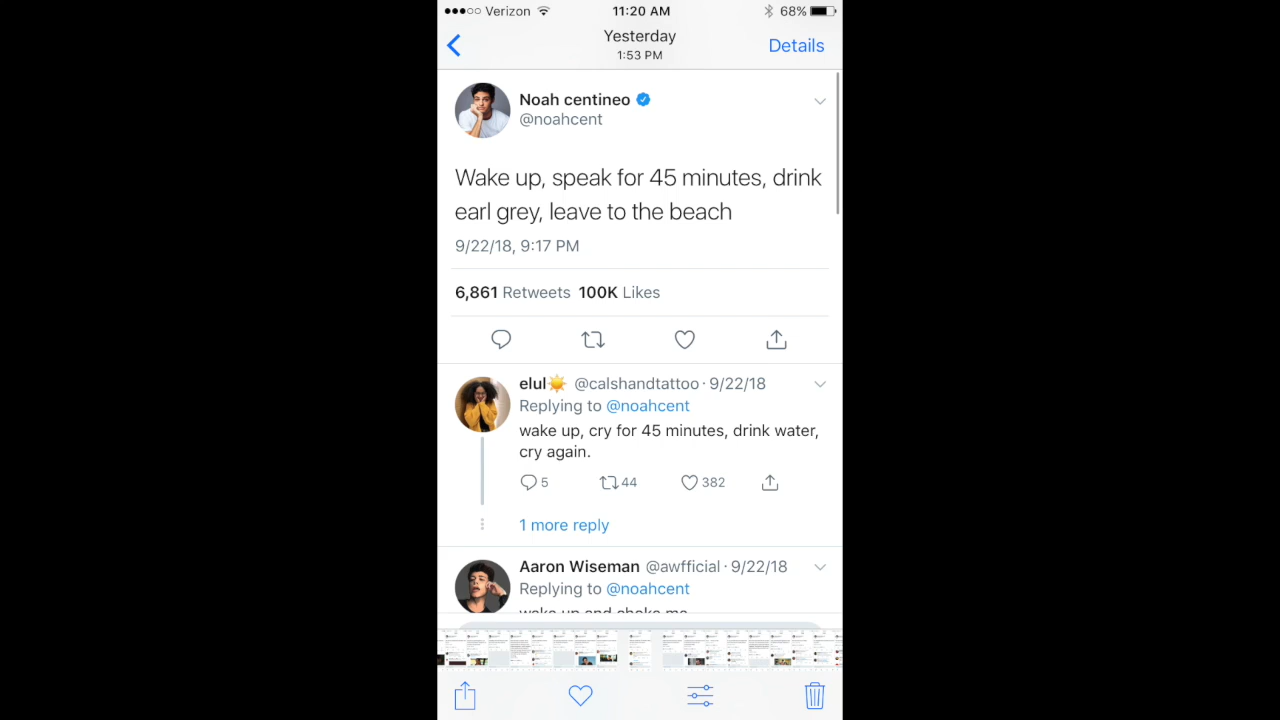 Verizon 11:20 AM 68%
Yesterday
1:53 PM
Details
Noah centineo
@noahcent
Wake up, speak for 45 minutes, drink
earl grey, leave to the beach
9/22/18, 9:17 PM
6,861 Retweets 100K Likes
elul☀️ @calshandtattoo · 9/22/18
Replying to @noahcent
wake up, cry for 45 minutes, drink water,
cry again.
5 44 382
1 more reply
Aaron Wiseman @awfficial · 9/22/18
Replying to @noahcent
wake up and choke me